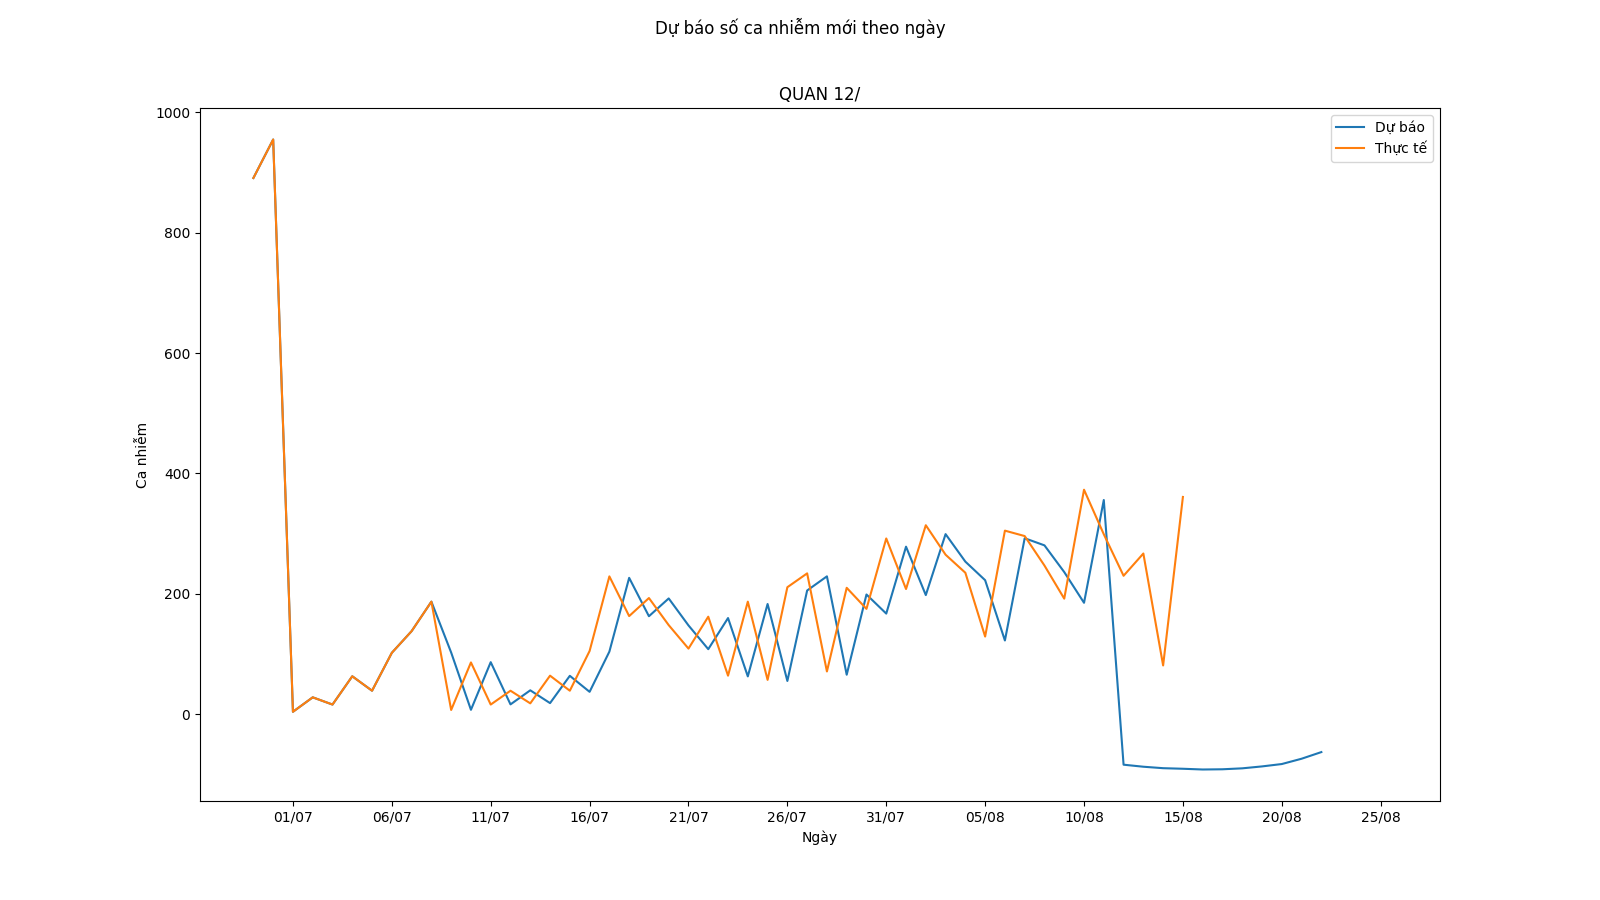 Dự báo số ca nhiễm mới theo ngày
QUAN 12/
1000
800
600
400
200
0
Ca nhiễm
Dự báo
Thực tế
01/07 06/07 11/07 16/07 21/07 26/07 31/07 05/08 10/08 15/08 20/08 25/08
Ngày